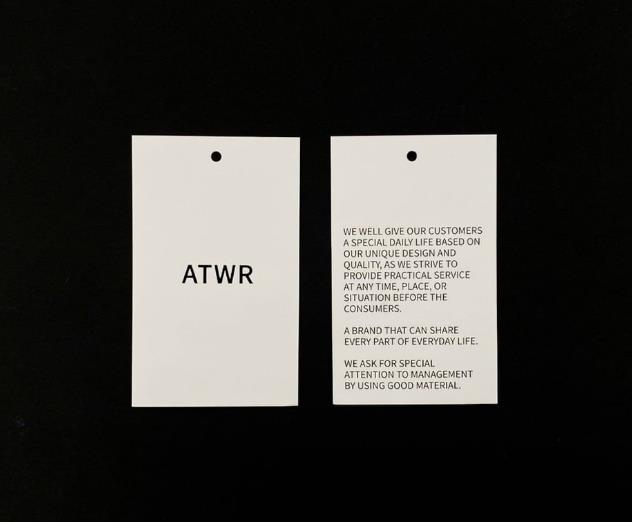 ATWR
WE WELL GIVE OUR CUSTOMERS
A SPECIAL DAILY LIFE BASED ON
OUR UNIQUE DESIGN AND
QUALITY, AS WE STRIVE TO
PROVIDE PRACTICAL SERVICE
AT ANY TIME, PLACE, OR
SITUATION BEFORE THE
CONSUMERS.
A BRAND THAT CAN SHARE
EVERY PART OF EVERYDAY LIFE.
WE ASK FOR SPECIAL
ATTENTION TO MANAGEMENT
BY USING GOOD MATERIAL.